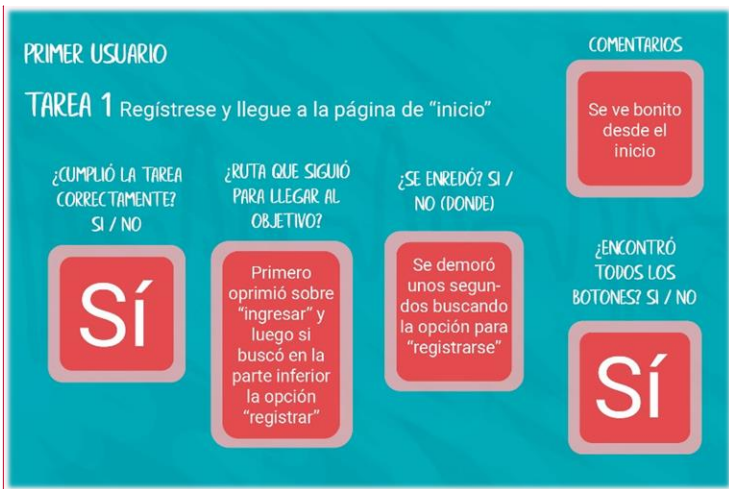 PRIMER USUARIO
TAREA 1 Regístrese y llegue a la página de “inicio”
COMENTARIOS
Se ve bonito
desde el
inicio
¿CUMPLIÓ LA TAREA
CORRECTAMENTE?
SI / NO
Sí
¿RUTA QUE SIGUIÓ
PARA LLEGAR AL
OBJETIVO?
Primero
oprimió sobre
“ingresar” y
luego si
buscó en la
parte inferior
la opción
“registrar”
¿SE ENREDÓ? SI /
NO (DONDE)
Se demoró
unos segun-
dos buscando
la opción para
“registrarse”
¿ENCONTRÓ
TODOS LOS
BOTONES? SI / NO
Sí